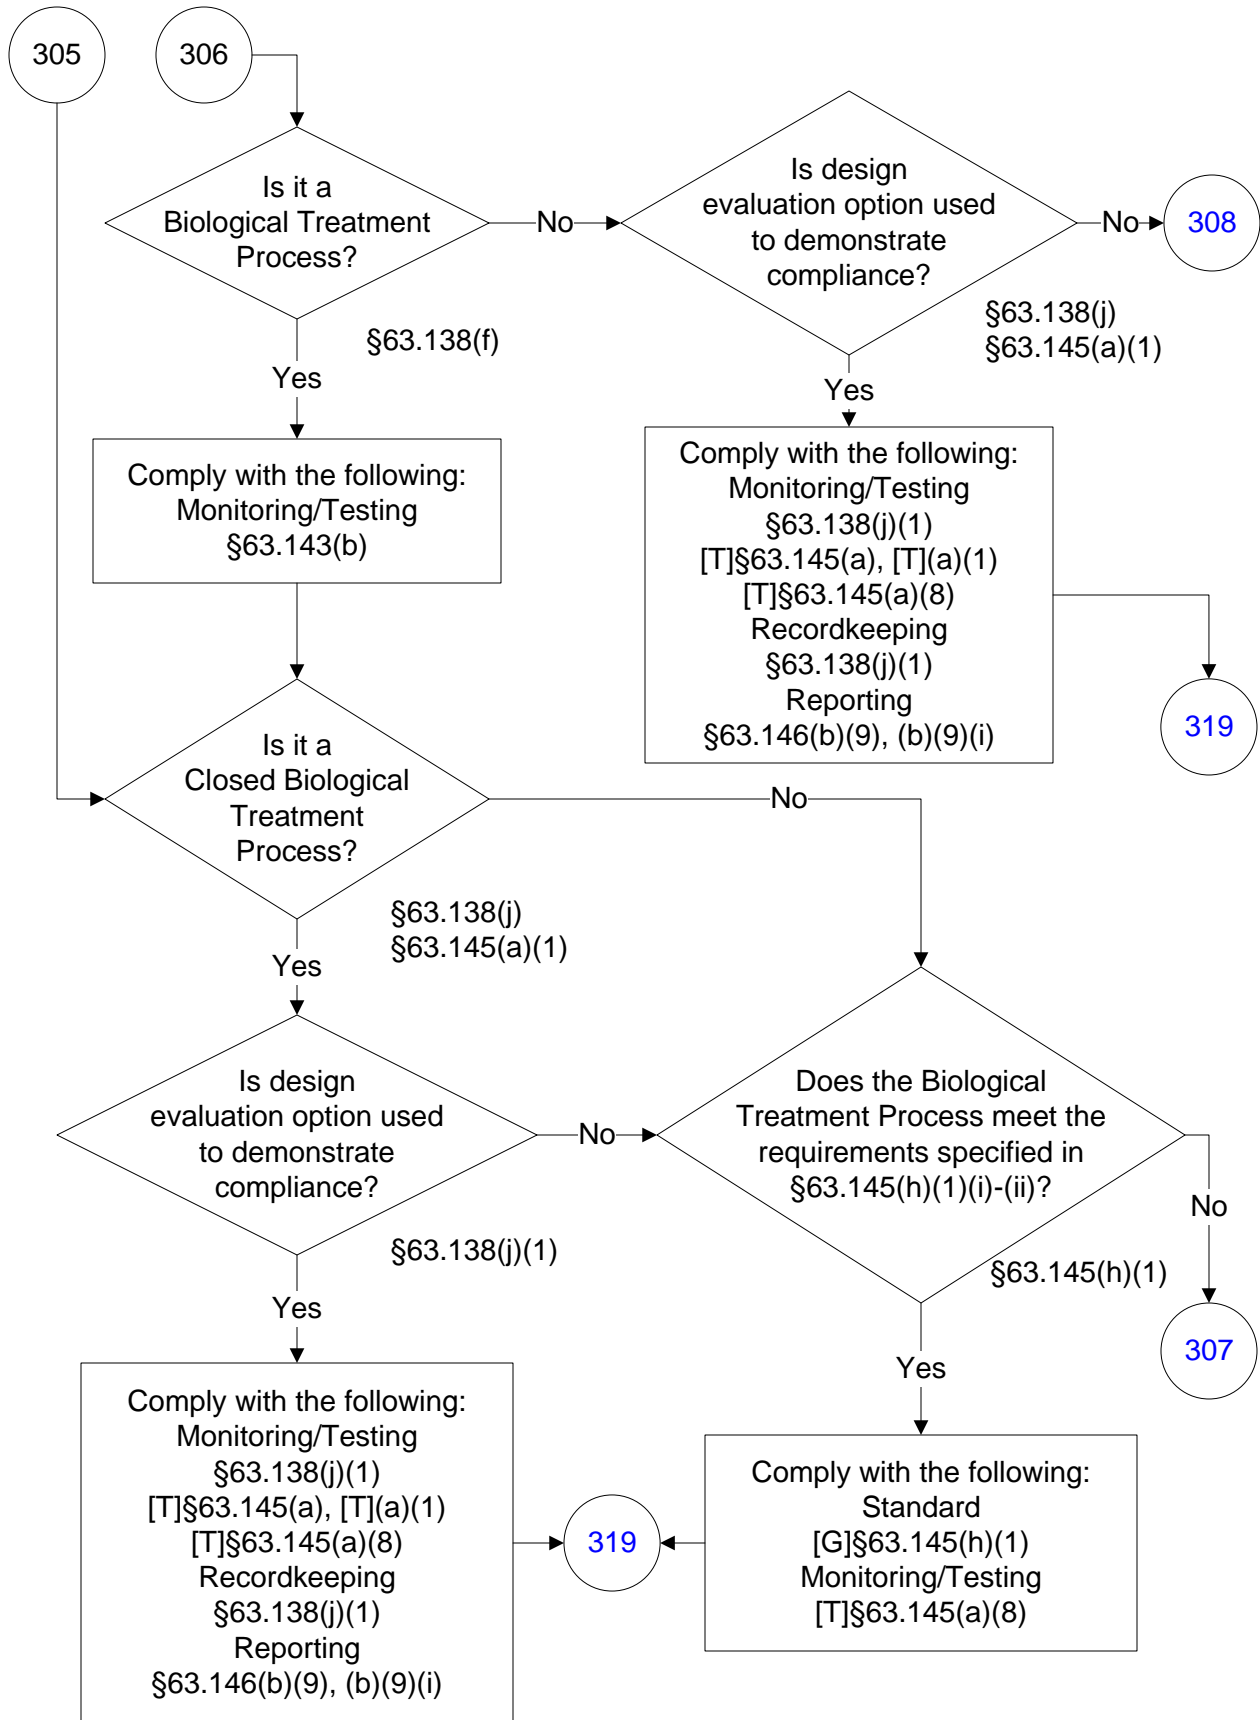 305
306
Is it a
Biological Treatment
Process?
No
Is design
evaluation option used
to demonstrate
compliance?
No
308
§63.138(f)
§63.138(j)
§63.145(a)(1)
Yes
Yes
Comply with the following:
Monitoring/Testing
§63.143(b)
Comply with the following:
Monitoring/Testing
§63.138(j)(1)
[T]§63.145(a), [T](a)(1)
[T]§63.145(a)(8)
Recordkeeping
§63.138(j)(1)
Reporting
§63.146(b)(9), (b)(9)(i)
319
Is it a
Closed Biological
Treatment
Process?
No
§63.138(j)
§63.145(a)(1)
Yes
Is design
evaluation option used
to demonstrate
compliance?
No
Does the Biological
Treatment Process meet the
requirements specified in
§63.145(h)(1)(i)-(ii)?
No
§63.138(j)(1)
§63.145(h)(1)
Yes
307
Yes
Comply with the following:
Monitoring/Testing
§63.138(j)(1)
[T]§63.145(a), [T](a)(1)
[T]§63.145(a)(8)
Recordkeeping
§63.138(j)(1)
Reporting
§63.146(b)(9), (b)(9)(i)
319
Comply with the following:
Standard
[G]§63.145(h)(1)
Monitoring/Testing
[T]§63.145(a)(8)